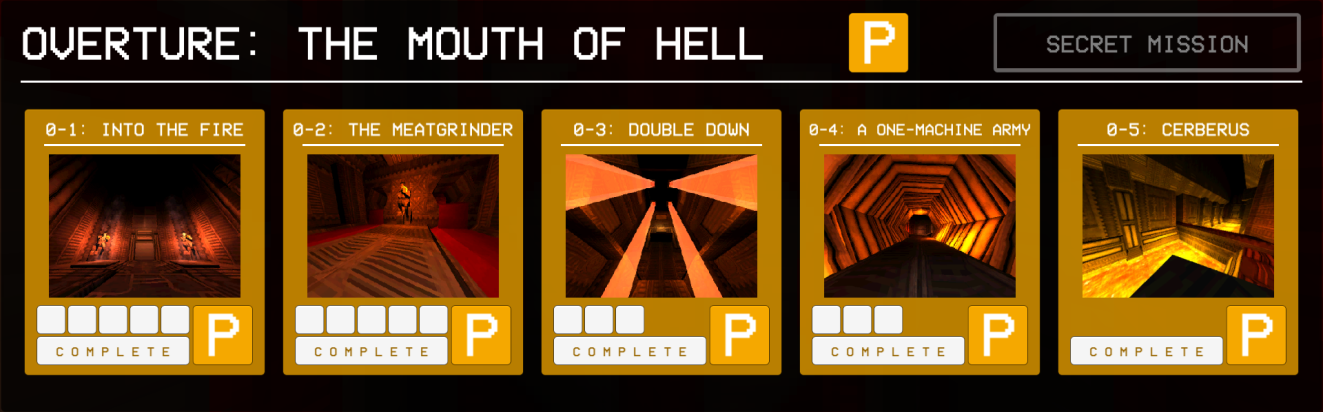 OVERTURE: THE MOUTH OF HELL P SECRET MISSION
0-1: INTO THE FIRE
COMPLETE P
0-2: THE MEATGRINDER
COMPLETE P
0-3: DOUBLE DOWN
COMPLETE P
0-4: A ONE-MACHINE ARMY
COMPLETE P
0-5: CERBERUS
COMPLETE P